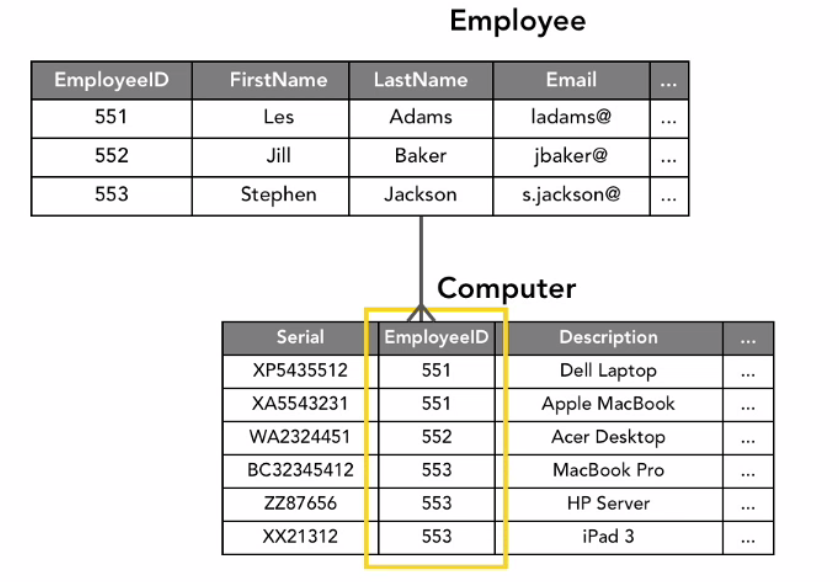 Employee
EmployeeID FirstName LastName Email ...
551 Les Adams ladams@ ...
552 Jill Baker jbaker@ ...
553 Stephen Jackson s.jackson@ ...
Computer
Serial EmployeeID Description ...
XP5435512 551 Dell Laptop ...
XA5543231 551 Apple MacBook ...
WA2324451 552 Acer Desktop ...
BC32345412 553 MacBook Pro ...
ZZ87656 553 HP Server ...
XX21312 553 iPad 3 ...